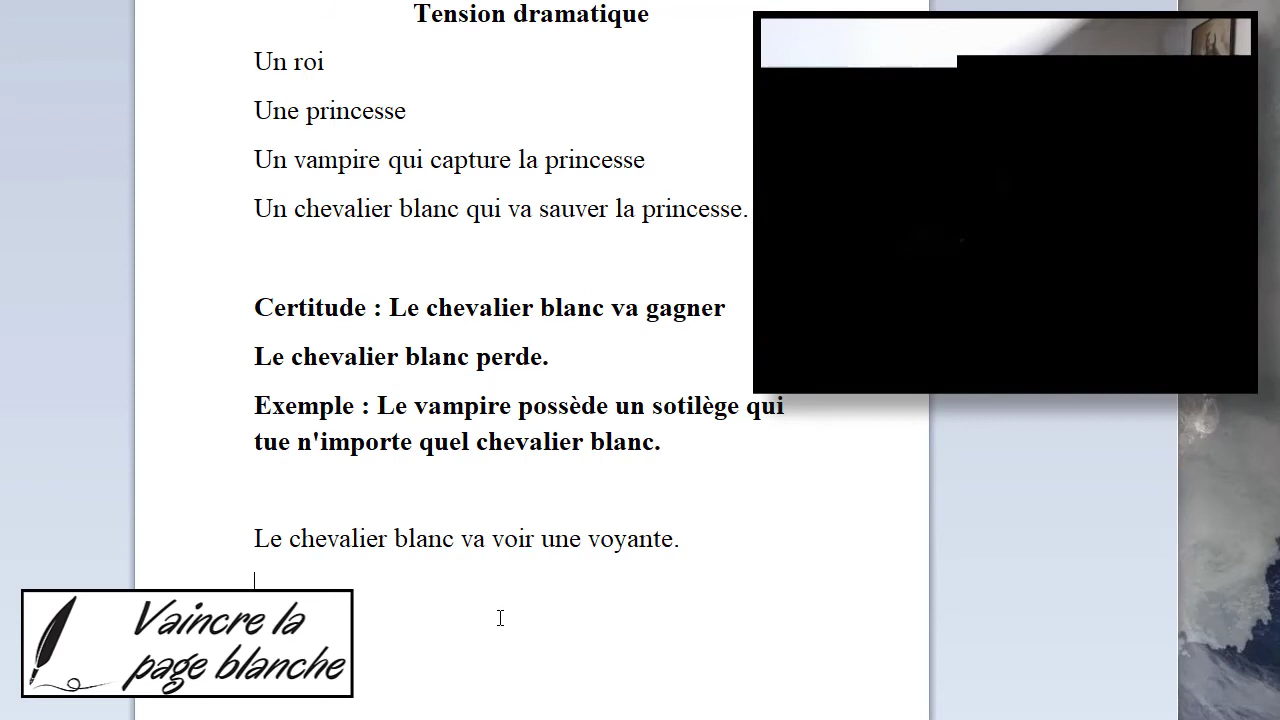 Tension dramatique
Un roi
Une princesse
Un vampire qui capture la princesse
Un chevalier blanc qui va sauver la princesse.
Certitude : Le chevalier blanc va gagner
Le chevalier blanc perde.
Exemple : Le vampire possède un sotilège qui
tue n'importe quel chevalier blanc.
Le chevalier blanc va voir une voyante.
Vaincre la
page blanche